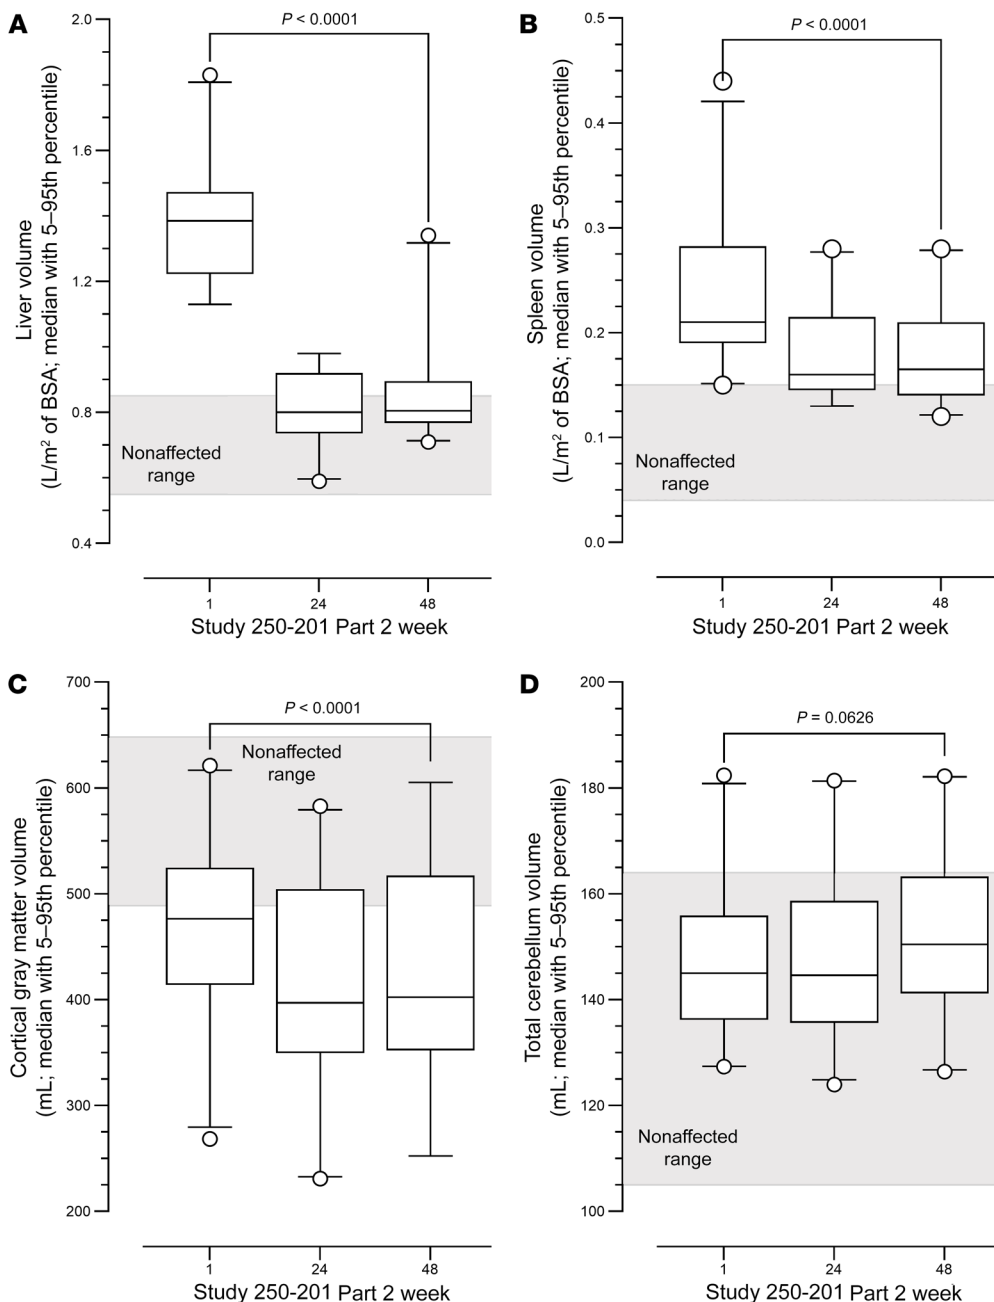 A
P < 0.0001
Liver volume
(L/m² of BSA; median with 5–95th percentile)
2.0
1.6
1.2
0.8
0.4
Nonaffected
range
1
24
48
Study 250-201 Part 2 week
B
P < 0.0001
Spleen volume
(L/m² of BSA; median with 5–95th percentile)
0.5
0.4
0.3
0.2
0.1
0.0
Nonaffected
range
1
24
48
Study 250-201 Part 2 week
C
P < 0.0001
Cortical gray matter volume
(mL; median with 5–95th percentile)
700
600
500
400
300
200
Nonaffected
range
1
24
48
Study 250-201 Part 2 week
D
P = 0.0626
Total cerebellum volume
(mL; median with 5–95th percentile)
200
180
160
140
120
100
Nonaffected
range
1
24
48
Study 250-201 Part 2 week